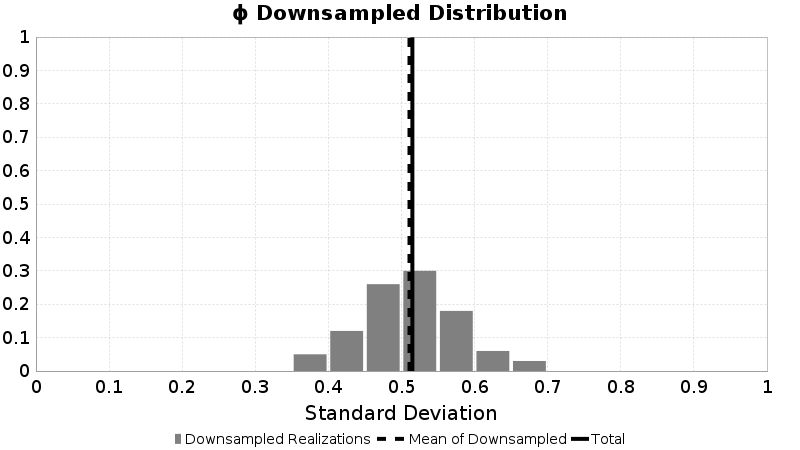 ϕ Downsampled Distribution
1
0.9
0.8
0.7
0.6
0.5
0.4
0.3
0.2
0.1
0
0 0.1 0.2 0.3 0.4 0.5 0.6 0.7 0.8 0.9 1
Standard Deviation
Downsampled Realizations Mean of Downsampled Total